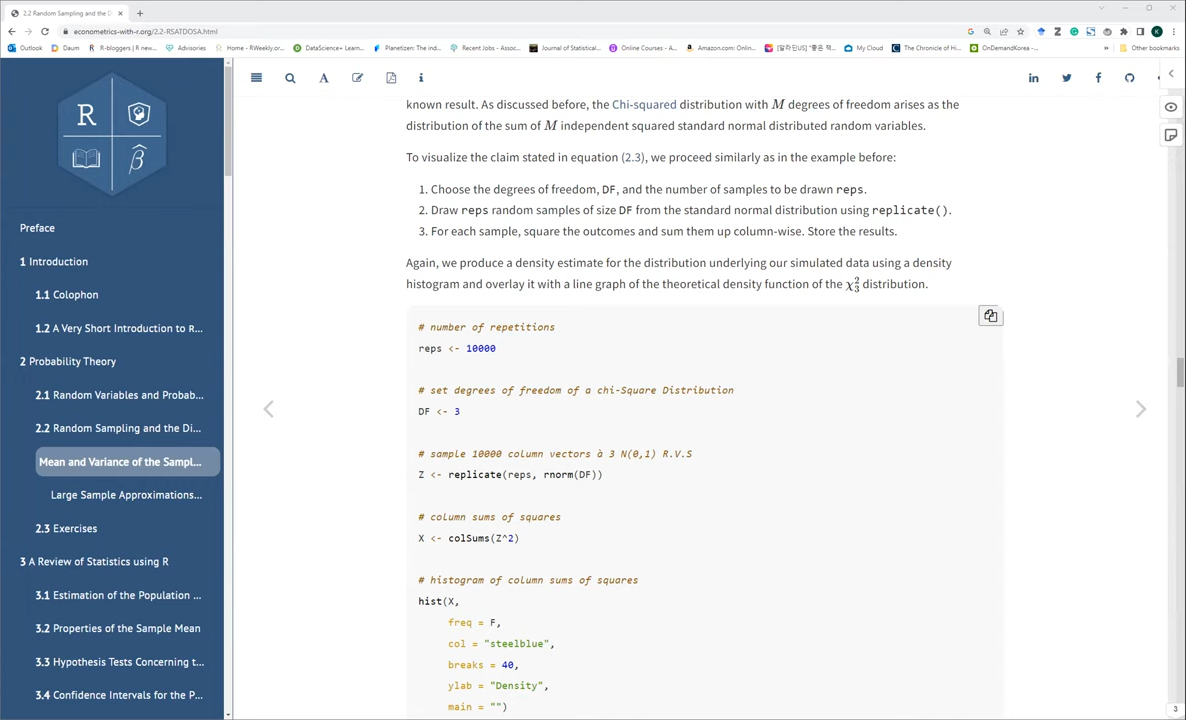 2.2 Random Sampling and the D
econometrics-with-r.org/2.2-RSATDOSA.html
Outlook
Daum
R-bloggers | R new...
Advisories
Home - RWeekly.or...
DataScience+ Learn...
Planetizen: The ind...
Recent Jobs - Assoc...
Journal of Statistical...
Online Courses - A...
Amazon.com: Onlin...
[알라딘US] "좋은 책...
My Cloud
The Chronicle of Hi...
OnDemandKorea -...
Other bookmarks
R
β
Preface
1 Introduction
1.1 Colophon
1.2 A Very Short Introduction to R...
2 Probability Theory
2.1 Random Variables and Probab...
2.2 Random Sampling and the Di...
Mean and Variance of the Sampl...
Large Sample Approximations...
2.3 Exercises
3 A Review of Statistics using R
3.1 Estimation of the Population ...
3.2 Properties of the Sample Mean
3.3 Hypothesis Tests Concerning t...
3.4 Confidence Intervals for the P...
known result. As discussed before, the Chi-squared distribution with M degrees of freedom arises as the
distribution of the sum of M independent squared standard normal distributed random variables.
To visualize the claim stated in equation (2.3), we proceed similarly as in the example before:
1. Choose the degrees of freedom, DF, and the number of samples to be drawn reps.
2. Draw reps random samples of size DF from the standard normal distribution using replicate().
3. For each sample, square the outcomes and sum them up column-wise. Store the results.
Again, we produce a density estimate for the distribution underlying our simulated data using a density
histogram and overlay it with a line graph of the theoretical density function of the χ²₃ distribution.
# number of repetitions
reps <- 10000
# set degrees of freedom of a chi-Square Distribution
DF <- 3
# sample 10000 column vectors à 3 N(0,1) R.V.S
Z <- replicate(reps, rnorm(DF))
# column sums of squares
X <- colSums(Z^2)
# histogram of column sums of squares
hist(X,
freq = F,
col = "steelblue",
breaks = 40,
ylab = "Density",
main = "")
3